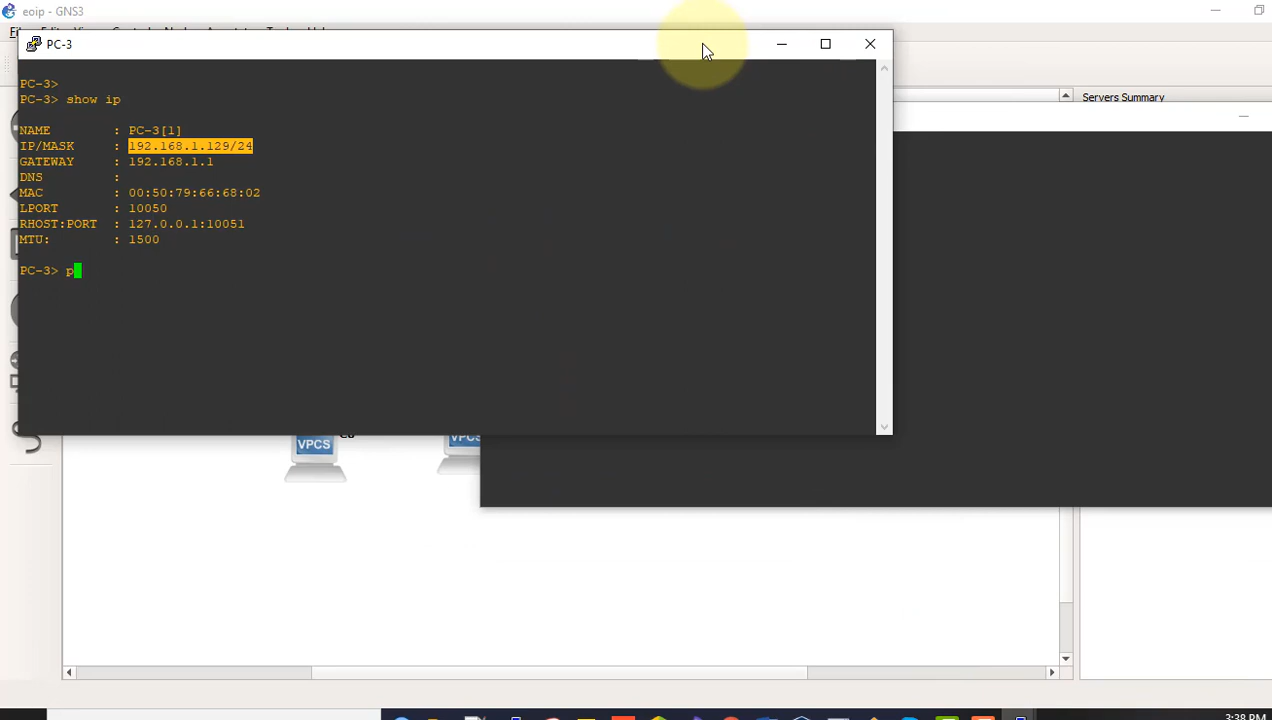 eoip - GNS3
PC-3
PC-3>
PC-3> show ip
NAME : PC-3[1]
IP/MASK : 192.168.1.129/24
GATEWAY : 192.168.1.1
DNS :
MAC : 00:50:79:66:68:02
LPORT : 10050
RHOST:PORT : 127.0.0.1:10051
MTU: : 1500
PC-3> p
Servers Summary
VPCS
VPCS
3:38 PM